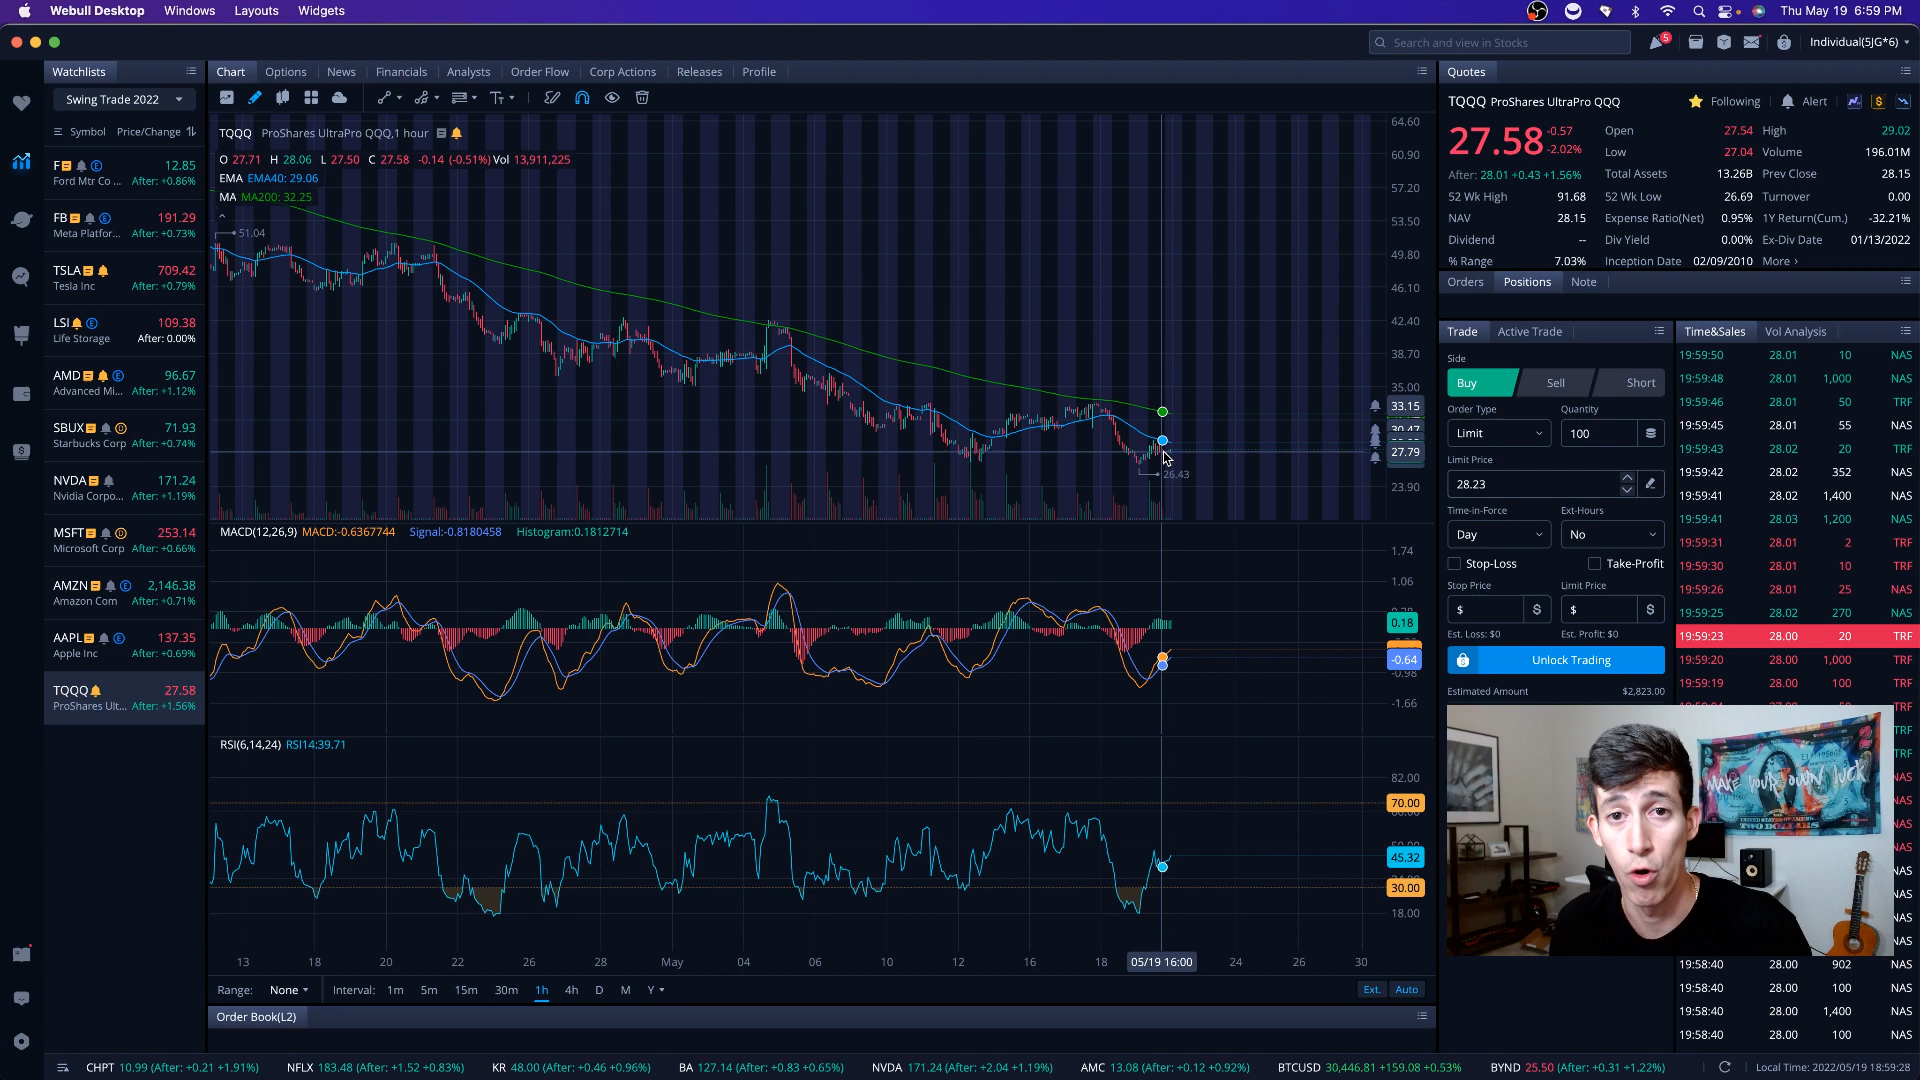 Webull Desktop Windows Layouts Widgets
Thu May 19 6:59 PM
Search and view in Stocks
5
Individual(5JG*6)
Watchlists
Swing Trade 2022
Symbol Price/Change
F E 12.85
Ford Mtr Co ... After: +0.86%
FB E 191.29
Meta Platfor... After: +0.73%
TSLA 709.42
Tesla Inc After: +0.79%
LSI E 109.38
Life Storage After: 0.00%
AMD E 96.67
Advanced Mi... After: +1.12%
SBUX D 71.93
Starbucks Corp After: +0.74%
NVDA 171.24
Nvidia Corpo... After: +1.19%
MSFT D 253.14
Microsoft Corp After: +0.66%
AMZN E 2,146.38
Amazon Com After: +0.71%
AAPL E 137.35
Apple Inc After: +0.69%
TQQQ 27.58
ProShares Ult... After: +1.56%
Chart Options News Financials Analysts Order Flow Corp Actions Releases Profile
TQQQ ProShares UltraPro QQQ,1 hour
O 27.71 H 28.06 L 27.50 C 27.58 -0.14 (-0.51%) Vol 13,911,225
EMA EMA40: 29.06
MA MA200: 32.25
51.04
26.43
64.60
60.90
57.20
53.50
49.80
46.10
42.40
38.70
35.00
33.15
27.79
23.90
MACD(12,26,9) MACD:-0.6367744 Signal:-0.8180458 Histogram:0.1812714
1.74
1.06
0.18
-0.64
-0.98
-1.66
RSI(6,14,24) RSI14:39.71
82.00
70.00
45.32
30.00
18.00
13 18 20 22 26 28 May 04 06 10 12 16 18 05/19 16:00 24 26 30
Range: None Interval: 1m 5m 15m 30m 1h 4h D M Y
Ext. Auto
Order Book(L2)
Quotes
TQQQ ProShares UltraPro QQQ
Following Alert
27.58 -0.57
-2.02%
After: 28.01 +0.43 +1.56%
Open 27.54 High 29.02
Low 27.04 Volume 196.01M
Total Assets 13.26B Prev Close 28.15
52 Wk High 91.68 52 Wk Low 26.69 Turnover 0.00
NAV 28.15 Expense Ratio(Net) 0.95% 1Y Return(Cum.) -32.21%
Dividend -- Div Yield 0.00% Ex-Div Date 01/13/2022
% Range 7.03% Inception Date 02/09/2010 More >
Orders Positions Note
Trade Active Trade
Side
Buy Sell Short
Order Type Quantity
Limit 100
Limit Price
28.23
Time-in-Force Ext-Hours
Day No
Stop-Loss Take-Profit
Stop Price Limit Price
$ $ $ $
Est. Loss: $0 Est. Profit: $0
Unlock Trading
Estimated Amount $2,823.00
Time&Sales Vol Analysis
19:59:50 28.01 10 NAS
19:59:48 28.01 1,000 NAS
19:59:46 28.01 50 TRF
19:59:45 28.01 55 NAS
19:59:43 28.02 20 TRF
19:59:42 28.02 352 NAS
19:59:41 28.02 1,400 NAS
19:59:41 28.03 1,200 NAS
19:59:31 28.01 2 TRF
19:59:30 28.01 10 TRF
19:59:26 28.01 25 NAS
19:59:25 28.02 270 NAS
19:59:23 28.00 20 TRF
19:59:20 28.00 1,000 TRF
19:59:19 28.00 100 TRF
TRF
TRF
TRF
NAS
NAS
TRF
NAS
NAS
NAS
NAS
NAS
MAKE YOUR OWN LUCK
TWO DOLLARS
19:58:40 28.00 902 NAS
19:58:40 28.00 100 NAS
19:58:40 28.00 1,400 NAS
19:58:40 28.00 100 NAS
CHPT 10.99 (After: +0.21 +1.91%) NFLX 183.48 (After: +1.52 +0.83%) KR 48.00 (After: +0.46 +0.96%) BA 127.14 (After: +0.83 +0.65%) NVDA 171.24 (After: +2.04 +1.19%) AMC 13.08 (After: +0.12 +0.92%) BTCUSD 30,446.81 +159.08 +0.53% BYND 25.50 (After: +0.31 +1.22%)
Local Time: 2022/05/19 18:59:28